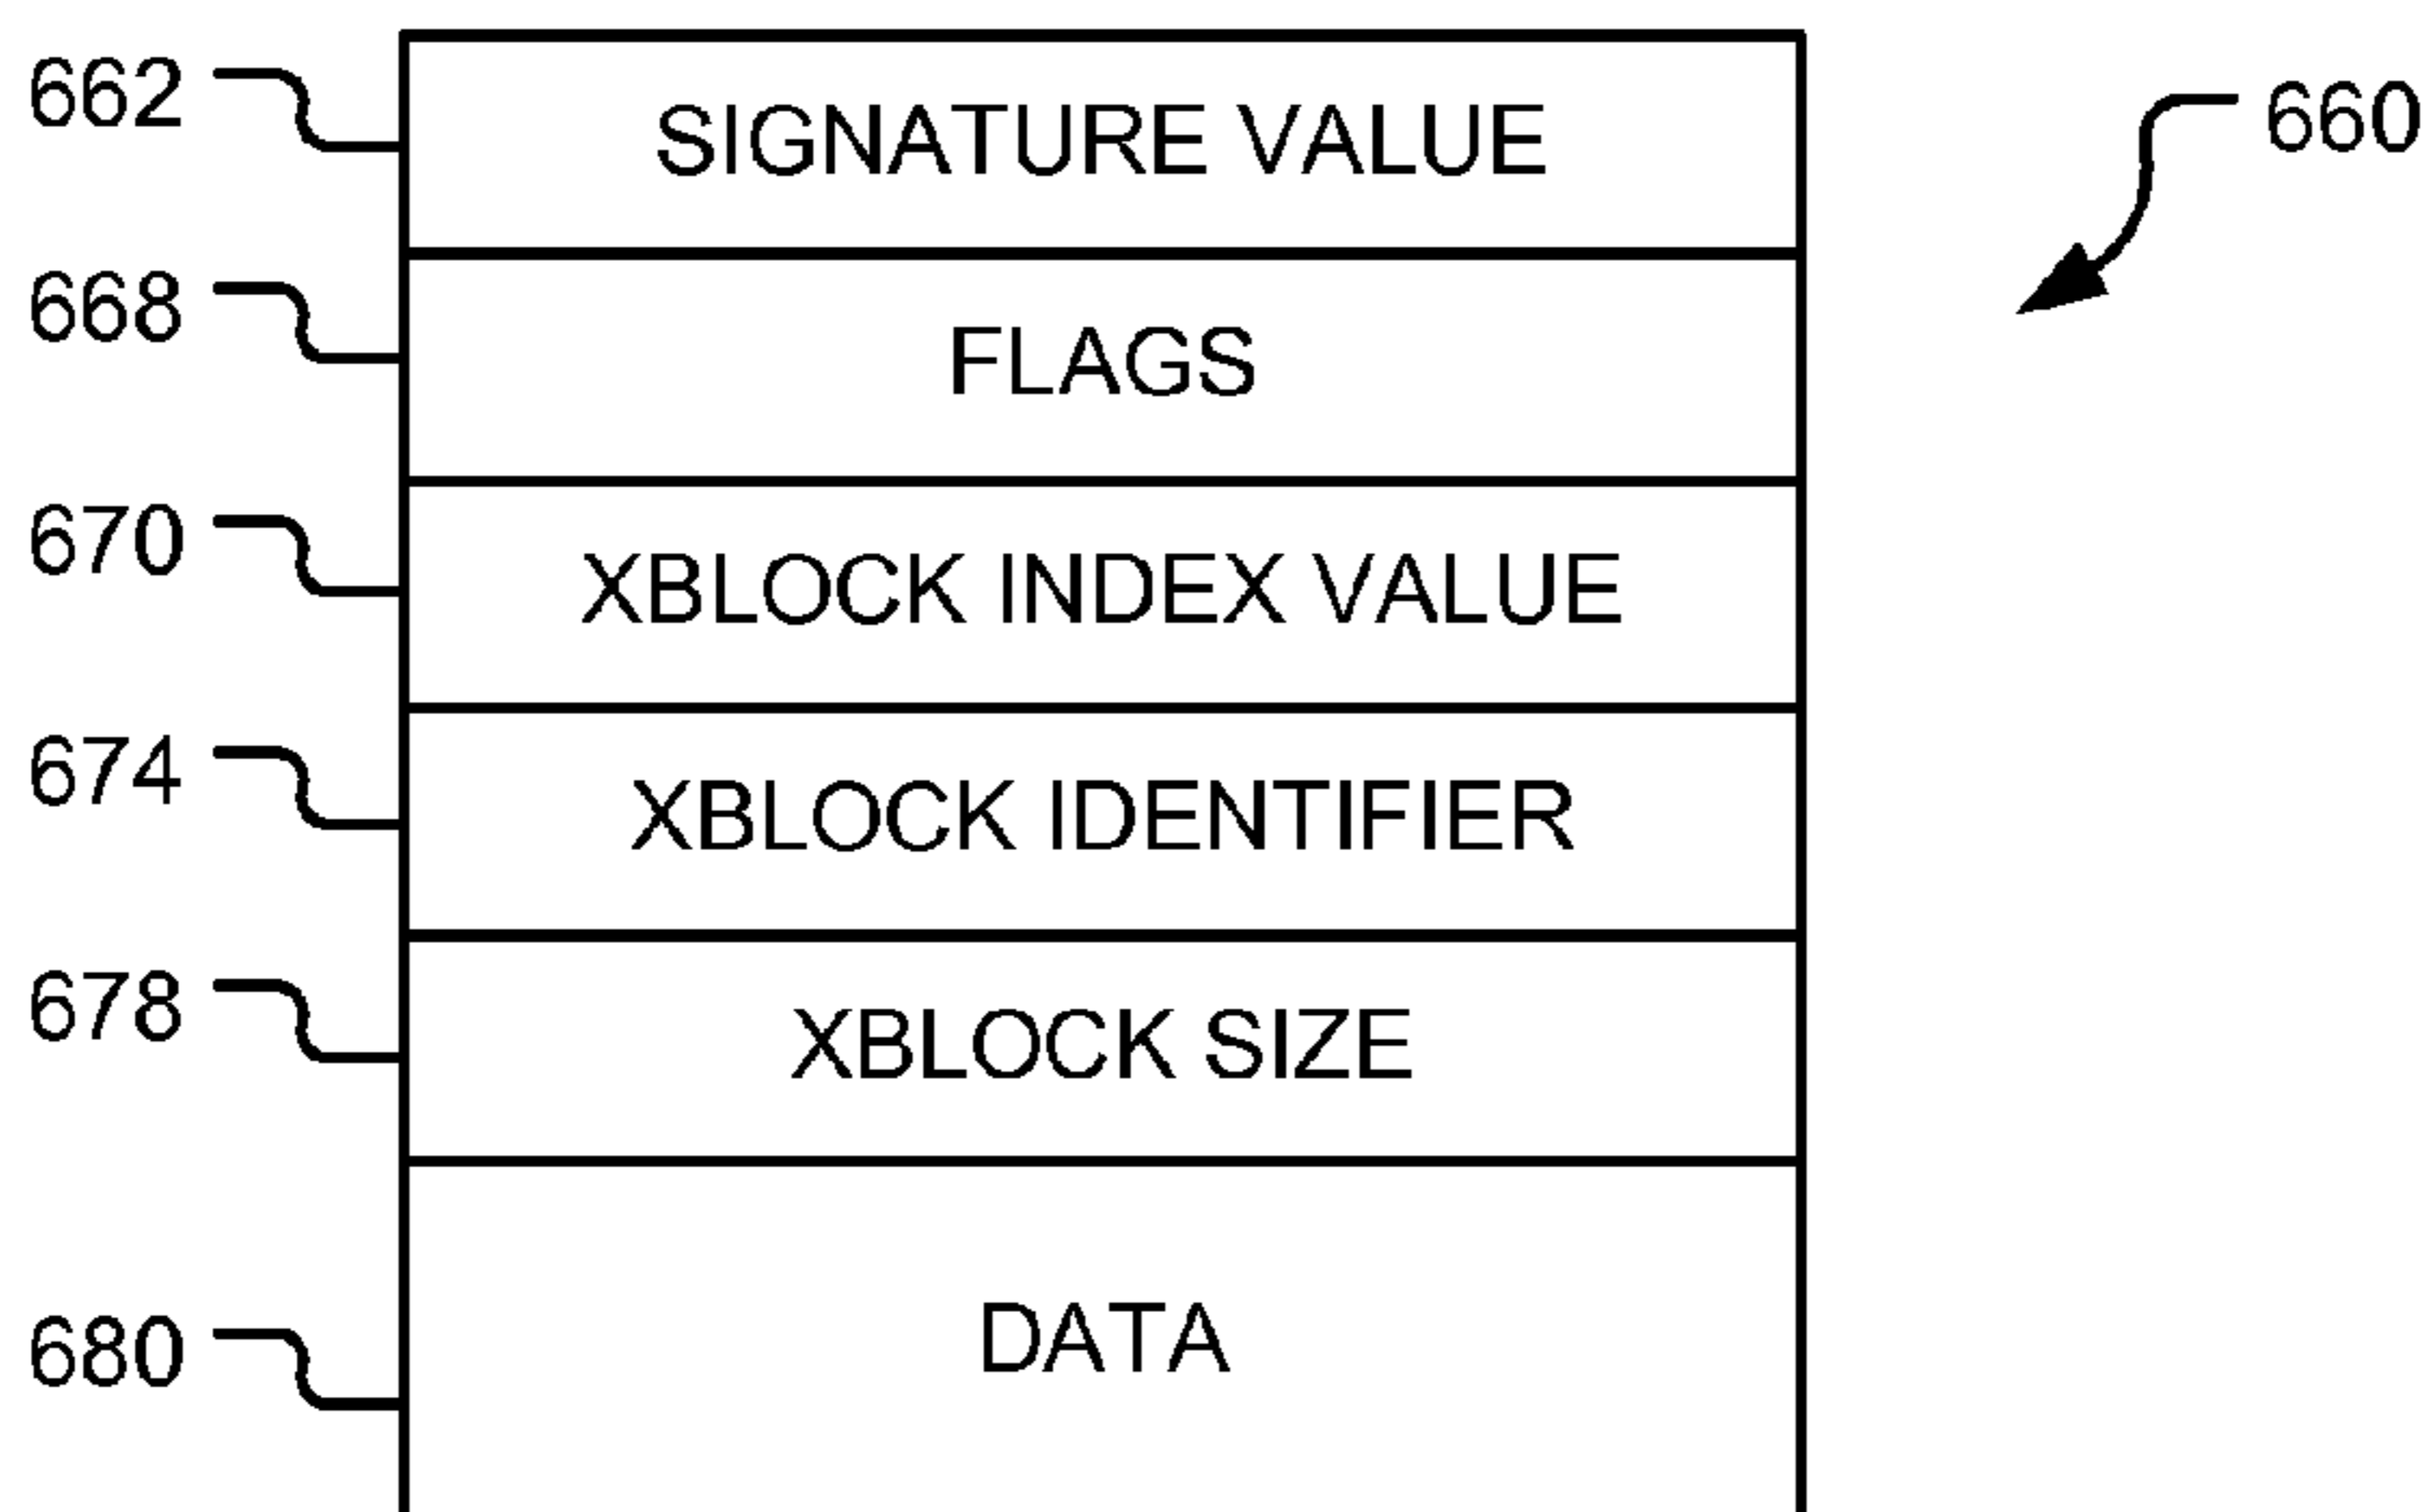 662
SIGNATURE VALUE
660
668
FLAGS
670
XBLOCK INDEX VALUE
674
XBLOCK IDENTIFIER
678
XBLOCK SIZE
680
DATA